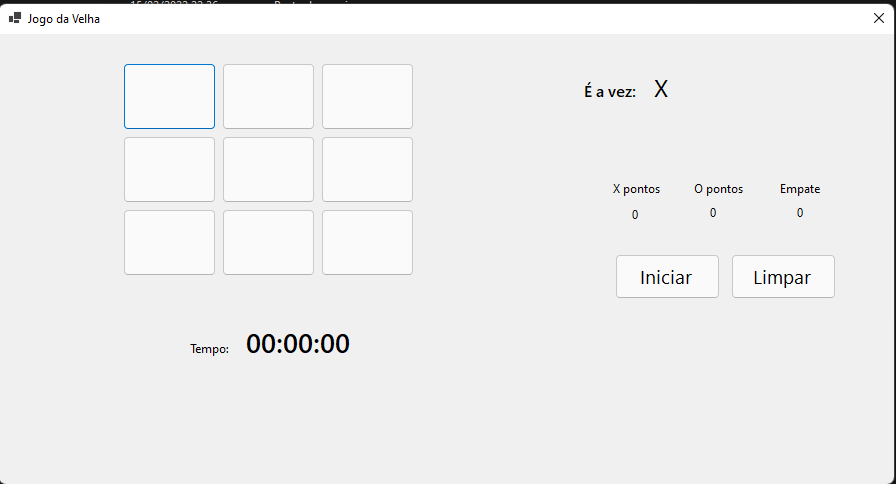 Jogo da Velha
É a vez: X
X pontos O pontos Empate
0 0 0
Iniciar Limpar
Tempo: 00:00:00